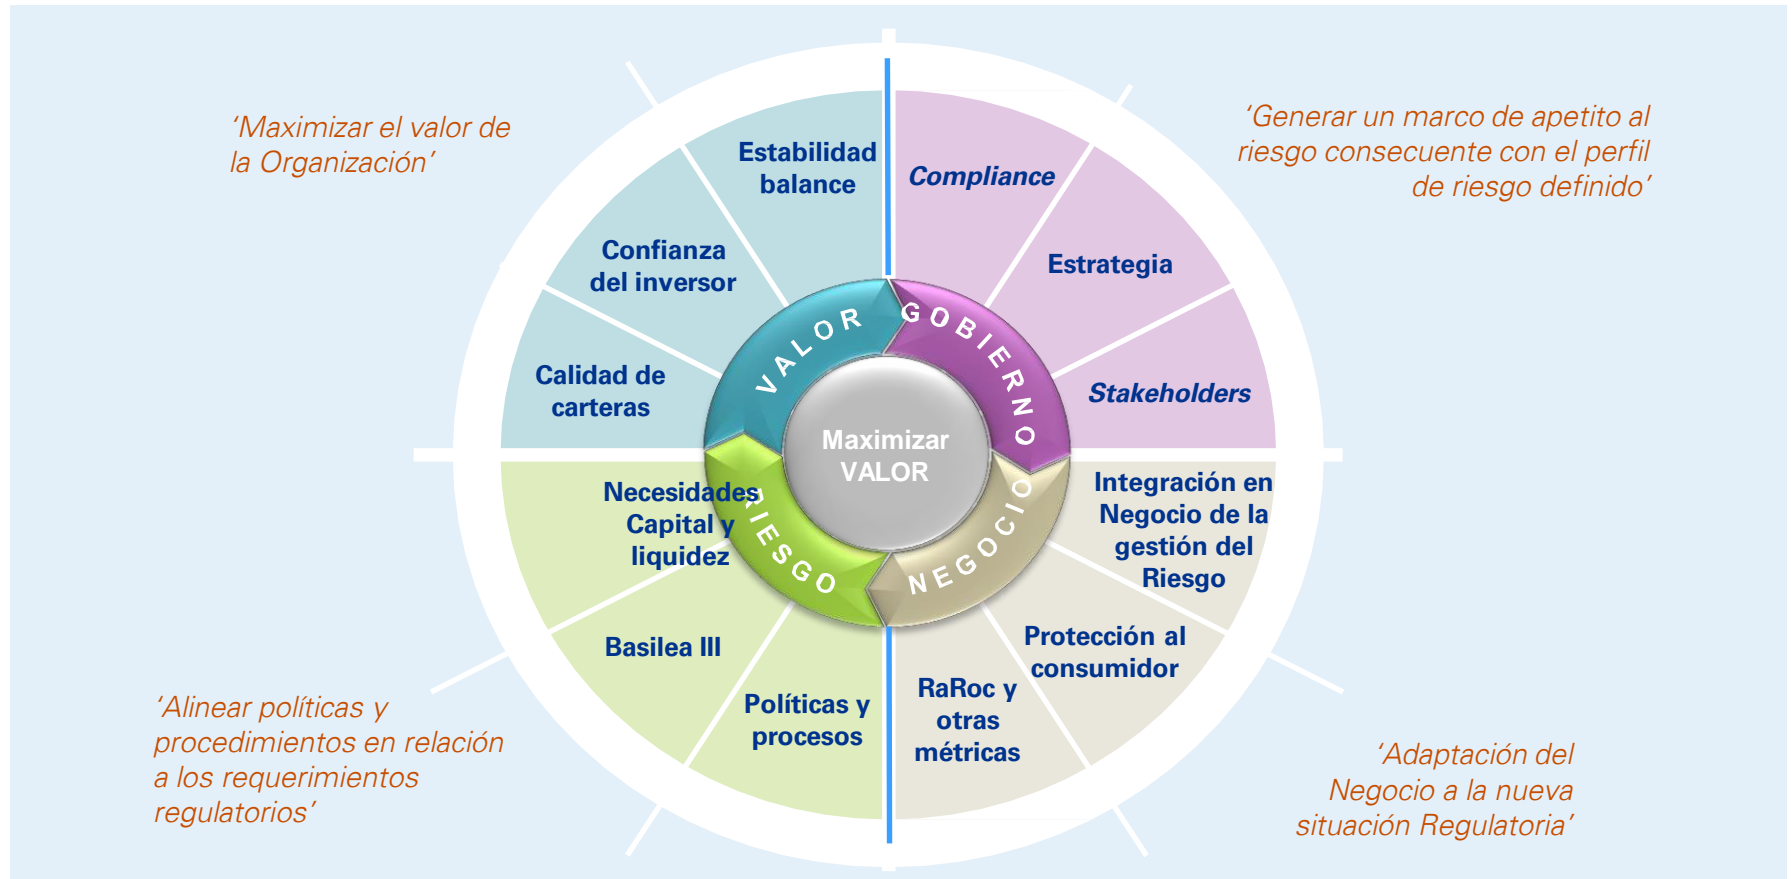 ‘Maximizar el valor de
la Organización’
‘Generar un marco de apetito al
riesgo consecuente con el perfil
de riesgo definido’
Estabilidad
balance
Compliance
Confianza
del inversor
Estrategia
Calidad de
carteras
Stakeholders
VALOR
GOBIERNO
Maximizar
VALOR
RIESGO
NEGOCIO
Necesidades
Capital y
liquidez
Integración en
Negocio de la
gestión del
Riesgo
Basilea III
Protección al
consumidor
Políticas y
procesos
RaRoc y
otras
métricas
‘Alinear políticas y
procedimientos en relación
a los requerimientos
regulatorios’
‘Adaptación del
Negocio a la nueva
situación Regulatoria’